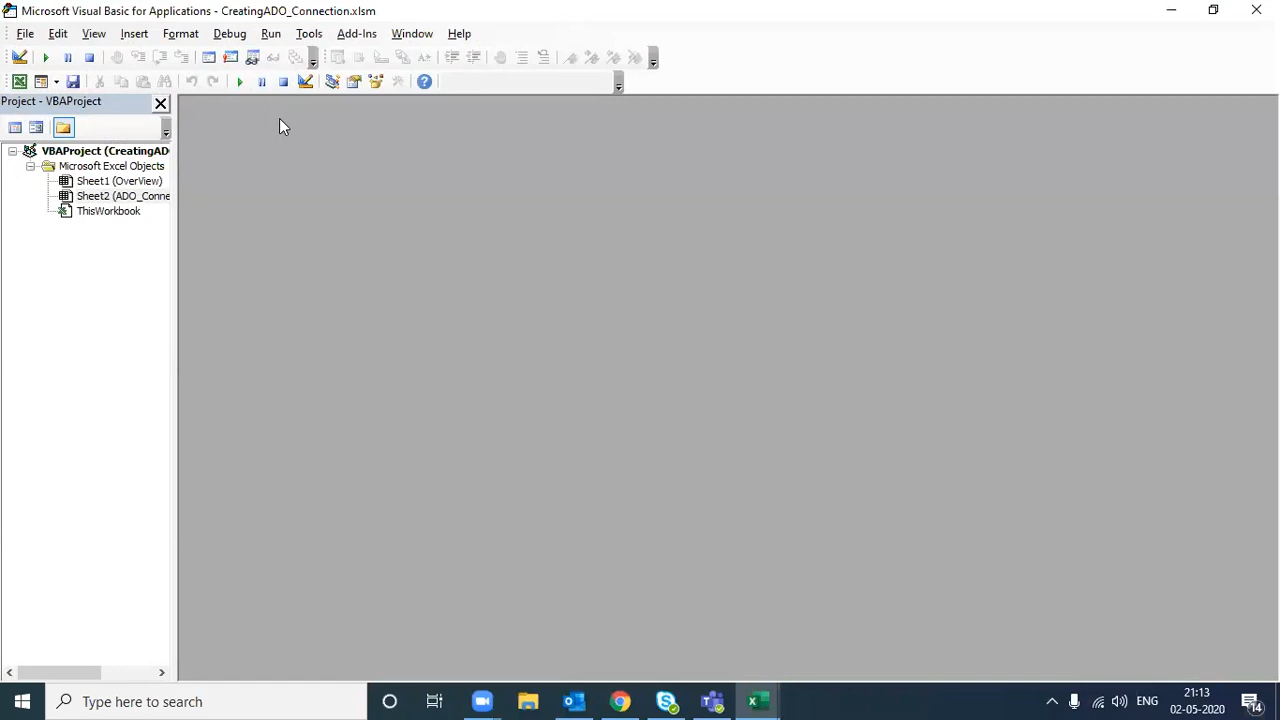 Microsoft Visual Basic for Applications - CreatingADO_Connection.xlsm
File Edit View Insert Format Debug Run Tools Add-Ins Window Help
Project - VBAProject
VBAProject (CreatingAD
Microsoft Excel Objects
Sheet1 (OverView)
Sheet2 (ADO_Conne
ThisWorkbook
Type here to search
ENG
21:13
02-05-2020
14